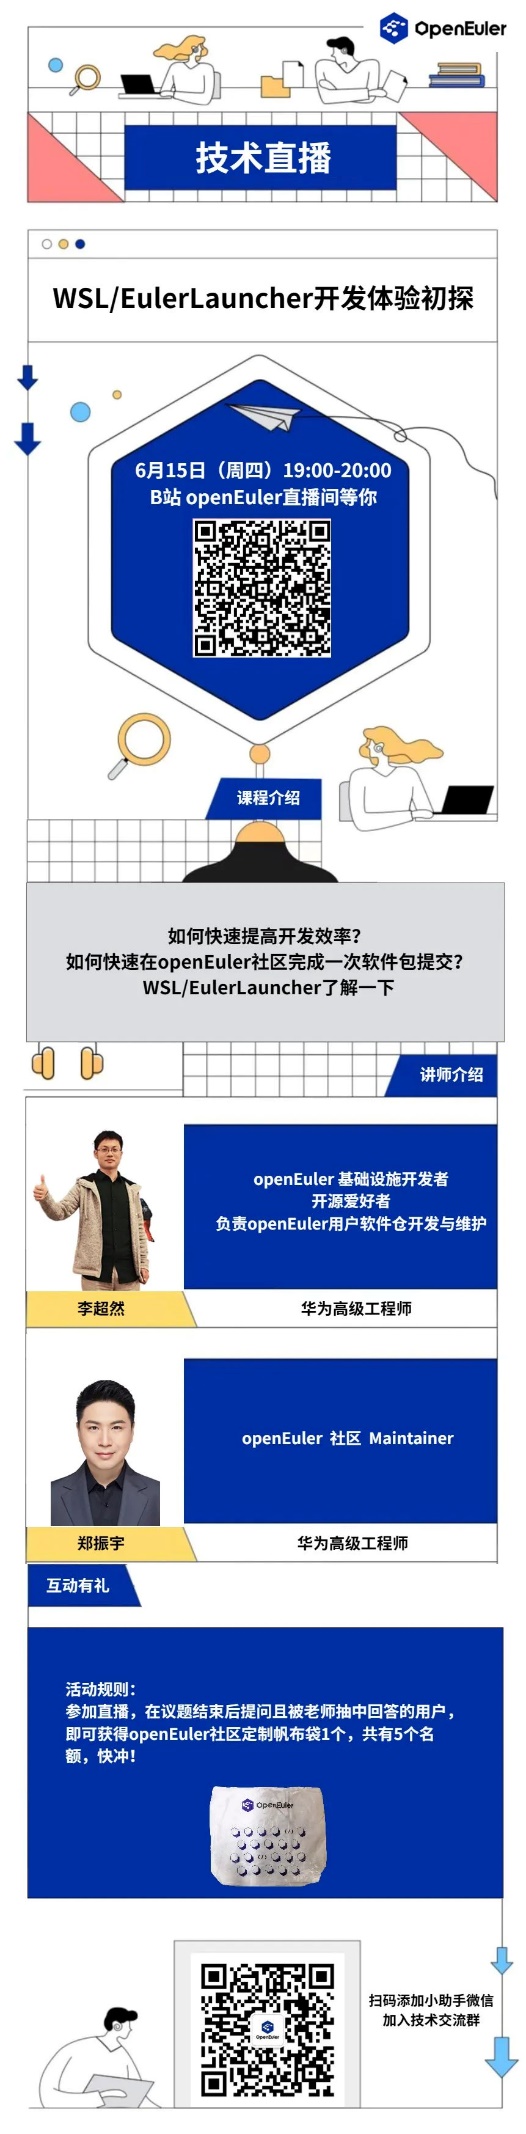 OpenEuler
技术直播
WSL/EulerLauncher开发体验初探
6月15日（周四）19:00-20:00
B站 openEuler直播间等你
课程介绍
如何快速提高开发效率？
如何快速在openEuler社区完成一次软件包提交？
WSL/EulerLauncher了解一下
讲师介绍
openEuler 基础设施开发者
开源爱好者
负责openEuler用户软件仓开发与维护
李超然
华为高级工程师
openEuler 社区 Maintainer
郑振宇
华为高级工程师
互动有礼
活动规则：
参加直播，在议题结束后提问且被老师抽中回答的用户，
即可获得openEuler社区定制帆布袋1个，共有5个名
额，快冲！
OpenEuler
OpenEuler
扫码添加小助手微信
加入技术交流群